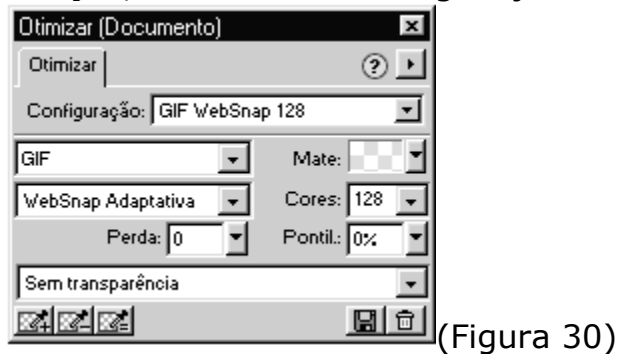 Otimizar (Documento)
Otimizar
Configuração: GIF WebSnap 128
GIF Mate:
WebSnap Adaptativa Cores: 128
Perda: 0 Pontil.: 0%
Sem transparência
(Figura 30)